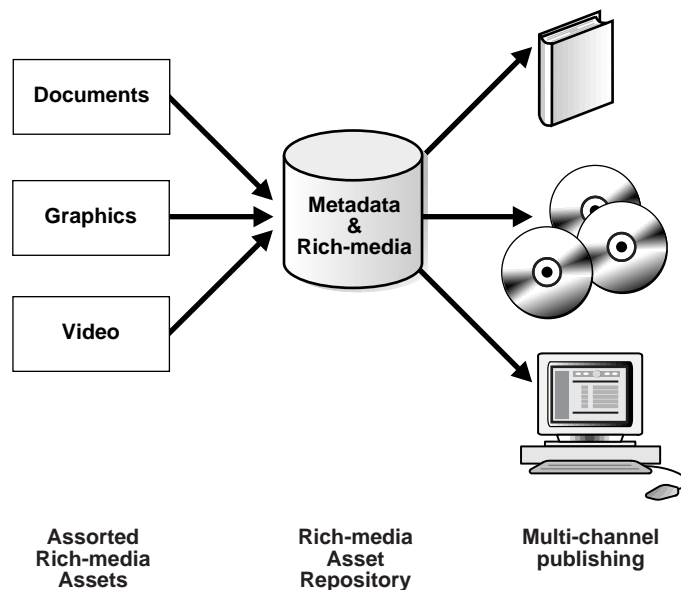 Documents
Graphics
Video
Metadata
&
Rich-media
Assorted
Rich-media
Assets
Rich-media
Asset
Repository
Multi-channel
publishing